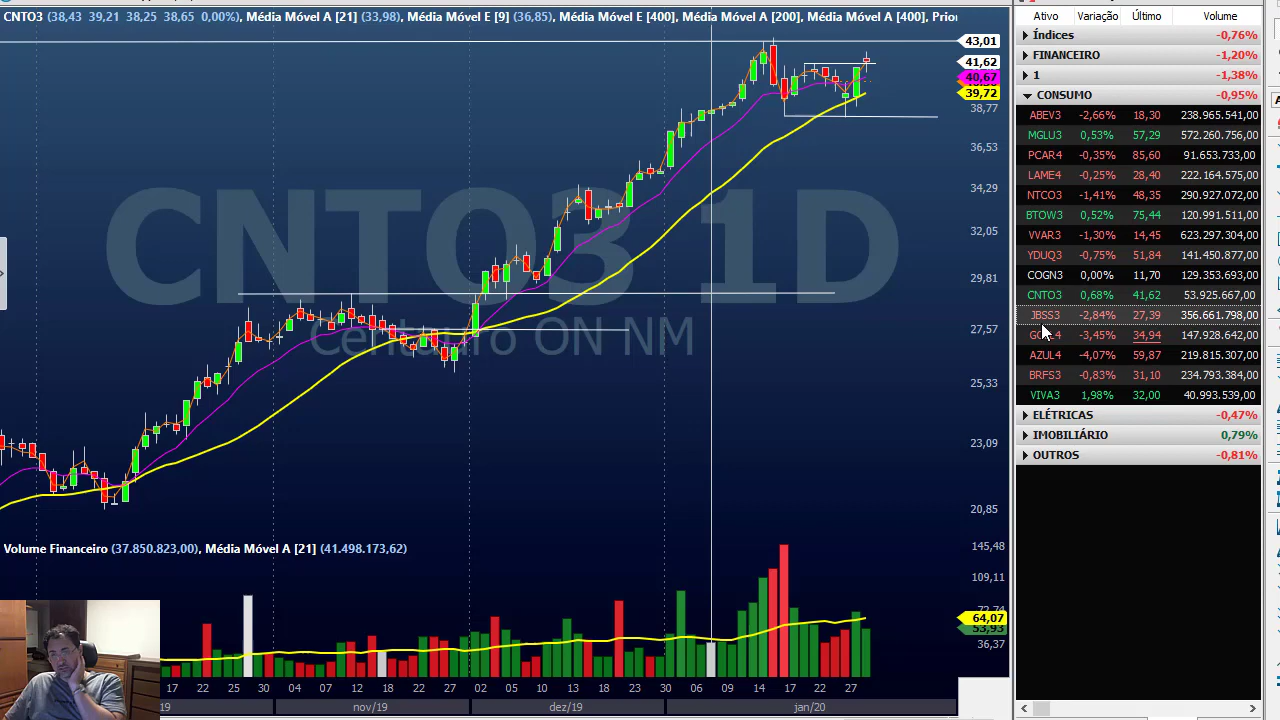 CNTO3 (38,43 39,21 38,25 38,65 0,00%), Média Móvel A [21] (33,98), Média Móvel E [9] (36,85), Média Móvel E [400], Média Móvel A [200], Média Móvel A [400], Prior
43,01
41,62
40,67
39,72
38,77
36,53
34,29
32,05
29,81
27,57
25,33
23,09
20,85
CNTO3 1D
Centauro ON NM
Volume Financeiro (37.850.823,00), Média Móvel A [21] (41.498.173,62)
145,48
109,11
72,74
64,07
53,93
36,37
17 22 25 30 04 07 12 18 22 27 02 05 10 13 18 23 30 06 09 14 17 22 27
19 nov/19 dez/19 jan/20
Ativo Variação Último Volume
Índices -0,76%
FINANCEIRO -1,20%
1 -1,38%
CONSUMO -0,95%
ABEV3 -2,66% 18,30 238.965.541,00
MGLU3 0,53% 57,29 572.260.756,00
PCAR4 -0,35% 85,60 91.653.733,00
LAME4 -0,25% 28,40 222.164.575,00
NTCO3 -1,41% 48,35 290.927.072,00
BTOW3 0,52% 75,44 120.991.511,00
VVAR3 -1,30% 14,45 623.297.304,00
YDUQ3 -0,75% 51,84 141.450.877,00
COGN3 0,00% 11,70 129.353.693,00
CNTO3 0,68% 41,62 53.925.667,00
JBSS3 -2,84% 27,39 356.661.798,00
-3,45% 34,94 147.928.642,00
AZUL4 -4,07% 59,87 219.815.307,00
BRFS3 -0,83% 31,10 234.793.384,00
VIVA3 1,98% 32,00 40.993.539,00
ELÉTRICAS -0,47%
IMOBILIÁRIO 0,79%
OUTROS -0,81%